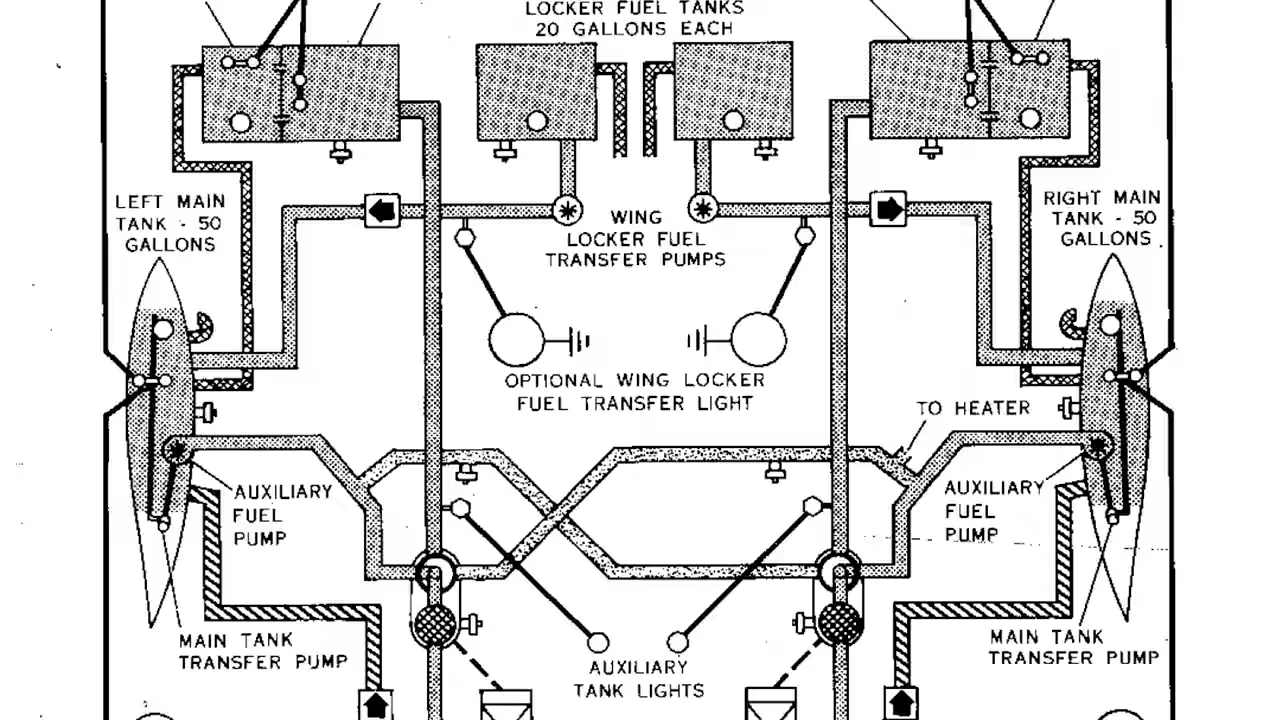 LOCKER FUEL TANKS
20 GALLONS EACH
LEFT MAIN
TANK - 50
GALLONS
WING
LOCKER FUEL
TRANSFER PUMPS
RIGHT MAIN
TANK - 50
GALLONS
OPTIONAL WING LOCKER
FUEL TRANSFER LIGHT
TO HEATER
AUXILIARY
FUEL
PUMP
AUXILIARY
FUEL
PUMP
MAIN TANK
TRANSFER PUMP
AUXILIARY
TANK LIGHTS
MAIN TANK
TRANSFER PUMP